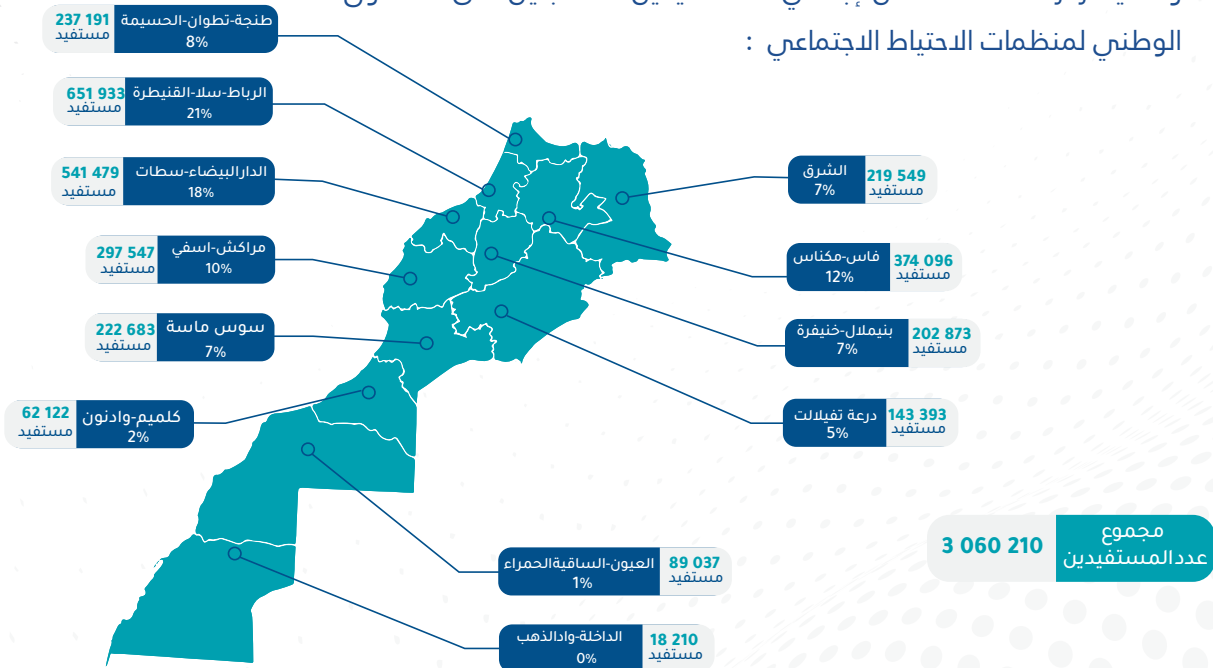 الوطني لمنظمات الاحتياط الاجتماعي :
طنجة-تطوان-الحسيمة
8%
237 191
مستفيد
الرباط-سلا-القنيطرة
21%
651 933
مستفيد
الدارالبيضاء-سطات
18%
541 479
مستفيد
مراكش-اسفي
10%
297 547
مستفيد
سوس ماسة
7%
222 683
مستفيد
كلميم-وادنون
2%
62 122
مستفيد
الشرق
7%
219 549
مستفيد
فاس-مكناس
12%
374 096
مستفيد
بنيملال-خنيفرة
7%
202 873
مستفيد
درعة تفيلالت
5%
143 393
مستفيد
العيون-الساقيةالحمراء
1%
89 037
مستفيد
الداخلة-وادالذهب
0%
18 210
مستفيد
مجموع
عددالمستفيدين
3 060 210